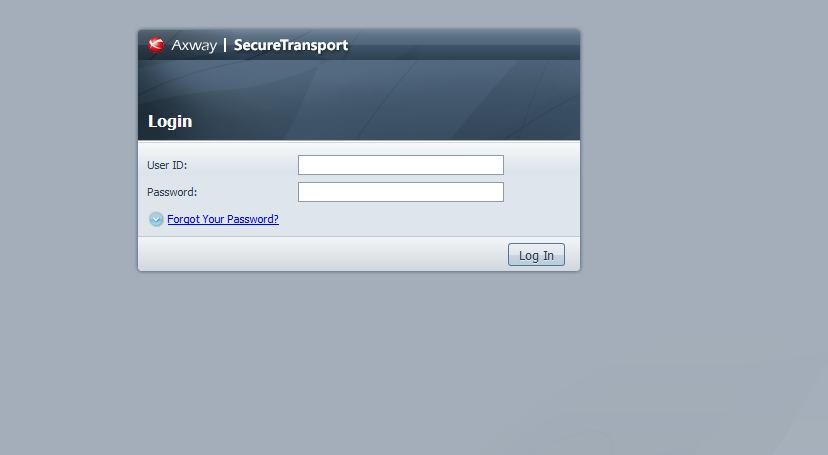 Axway | SecureTransport
Login
User ID:
Password:
Forgot Your Password?
Log In